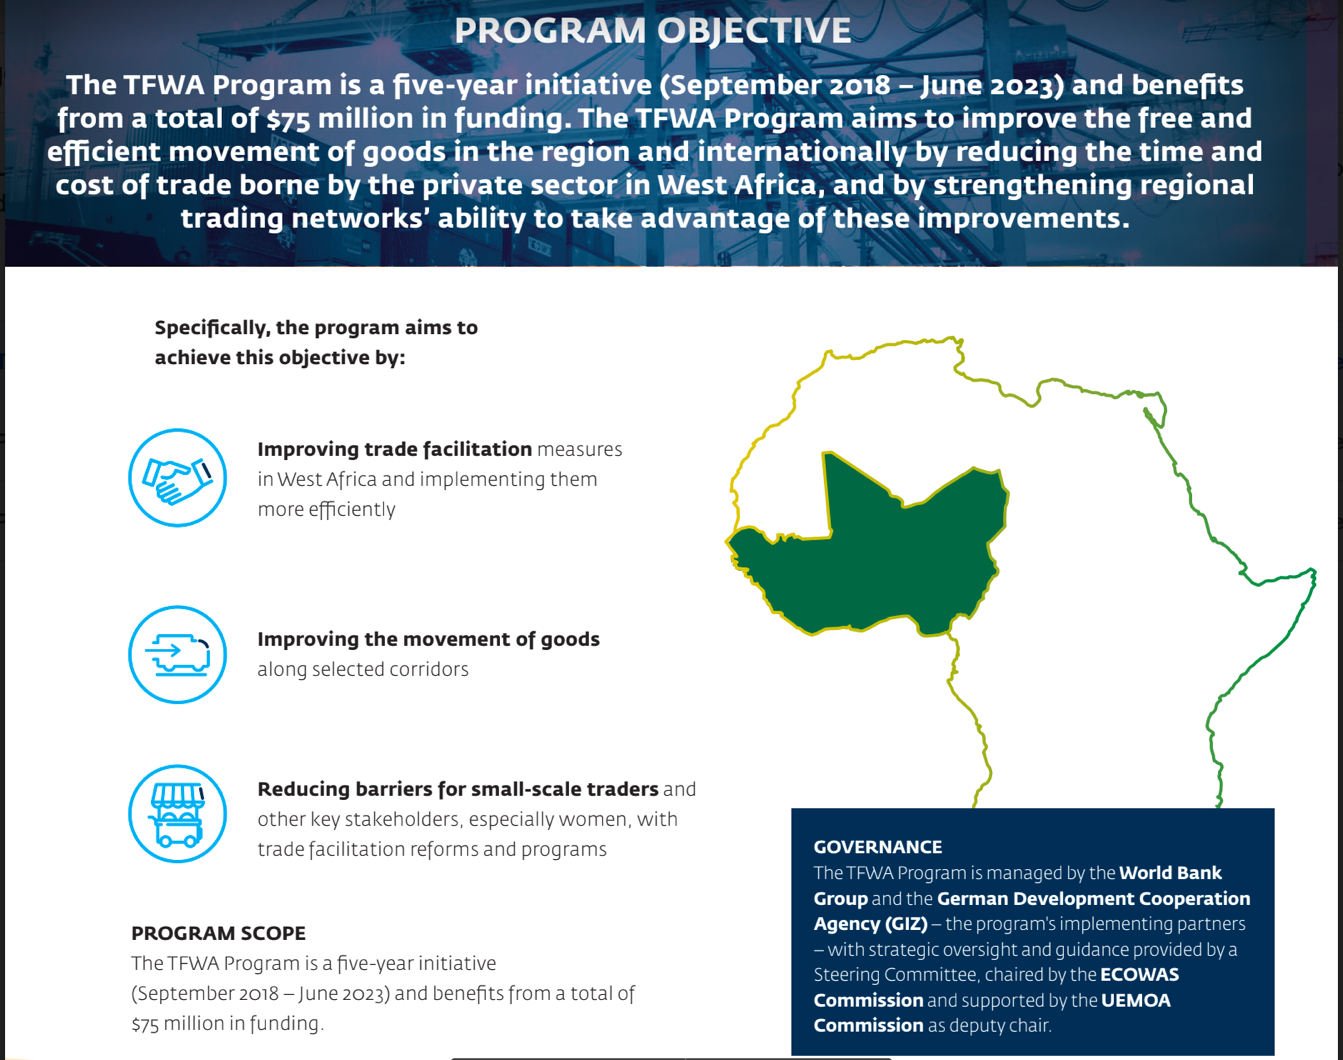 PROGRAM OBJECTIVE
The TFWA Program is a five-year initiative (September 2018 – June 2023) and benefits
from a total of $75 million in funding. The TFWA Program aims to improve the free and
efficient movement of goods in the region and internationally by reducing the time and
cost of trade borne by the private sector in West Africa, and by strengthening regional
trading networks’ ability to take advantage of these improvements.
Specifically, the program aims to
achieve this objective by:
Improving trade facilitation measures
in West Africa and implementing them
more efficiently
Improving the movement of goods
along selected corridors
Reducing barriers for small-scale traders and
other key stakeholders, especially women, with
trade facilitation reforms and programs
PROGRAM SCOPE
The TFWA Program is a five-year initiative
(September 2018 – June 2023) and benefits from a total of
$75 million in funding.
GOVERNANCE
The TFWA Program is managed by the World Bank
Group and the German Development Cooperation
Agency (GIZ) – the program’s implementing partners
– with strategic oversight and guidance provided by a
Steering Committee, chaired by the ECOWAS
Commission and supported by the UEMOA
Commission as deputy chair.